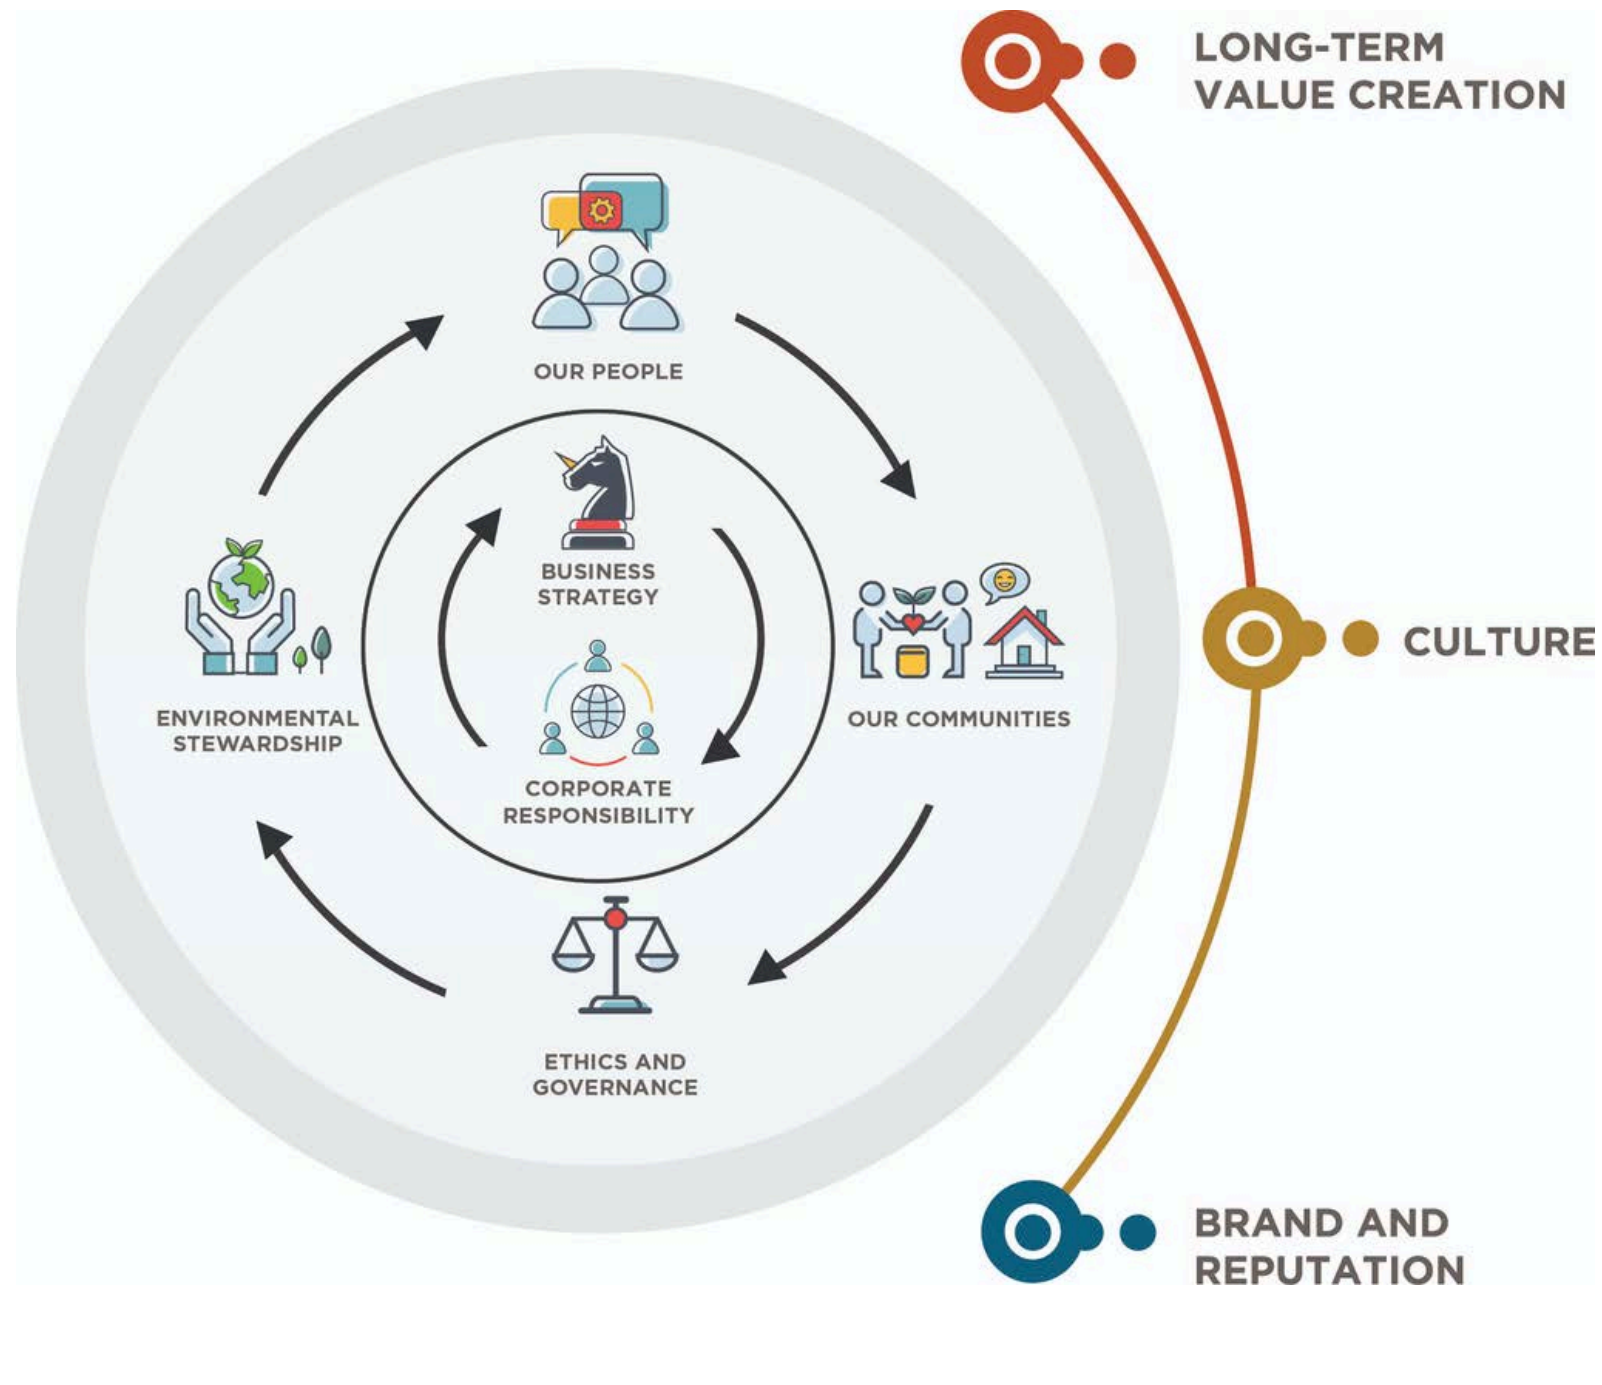 LONG-TERM
VALUE CREATION
OUR PEOPLE
BUSINESS
STRATEGY
ENVIRONMENTAL
STEWARDSHIP
OUR COMMUNITIES
CULTURE
CORPORATE
RESPONSIBILITY
ETHICS AND
GOVERNANCE
BRAND AND
REPUTATION